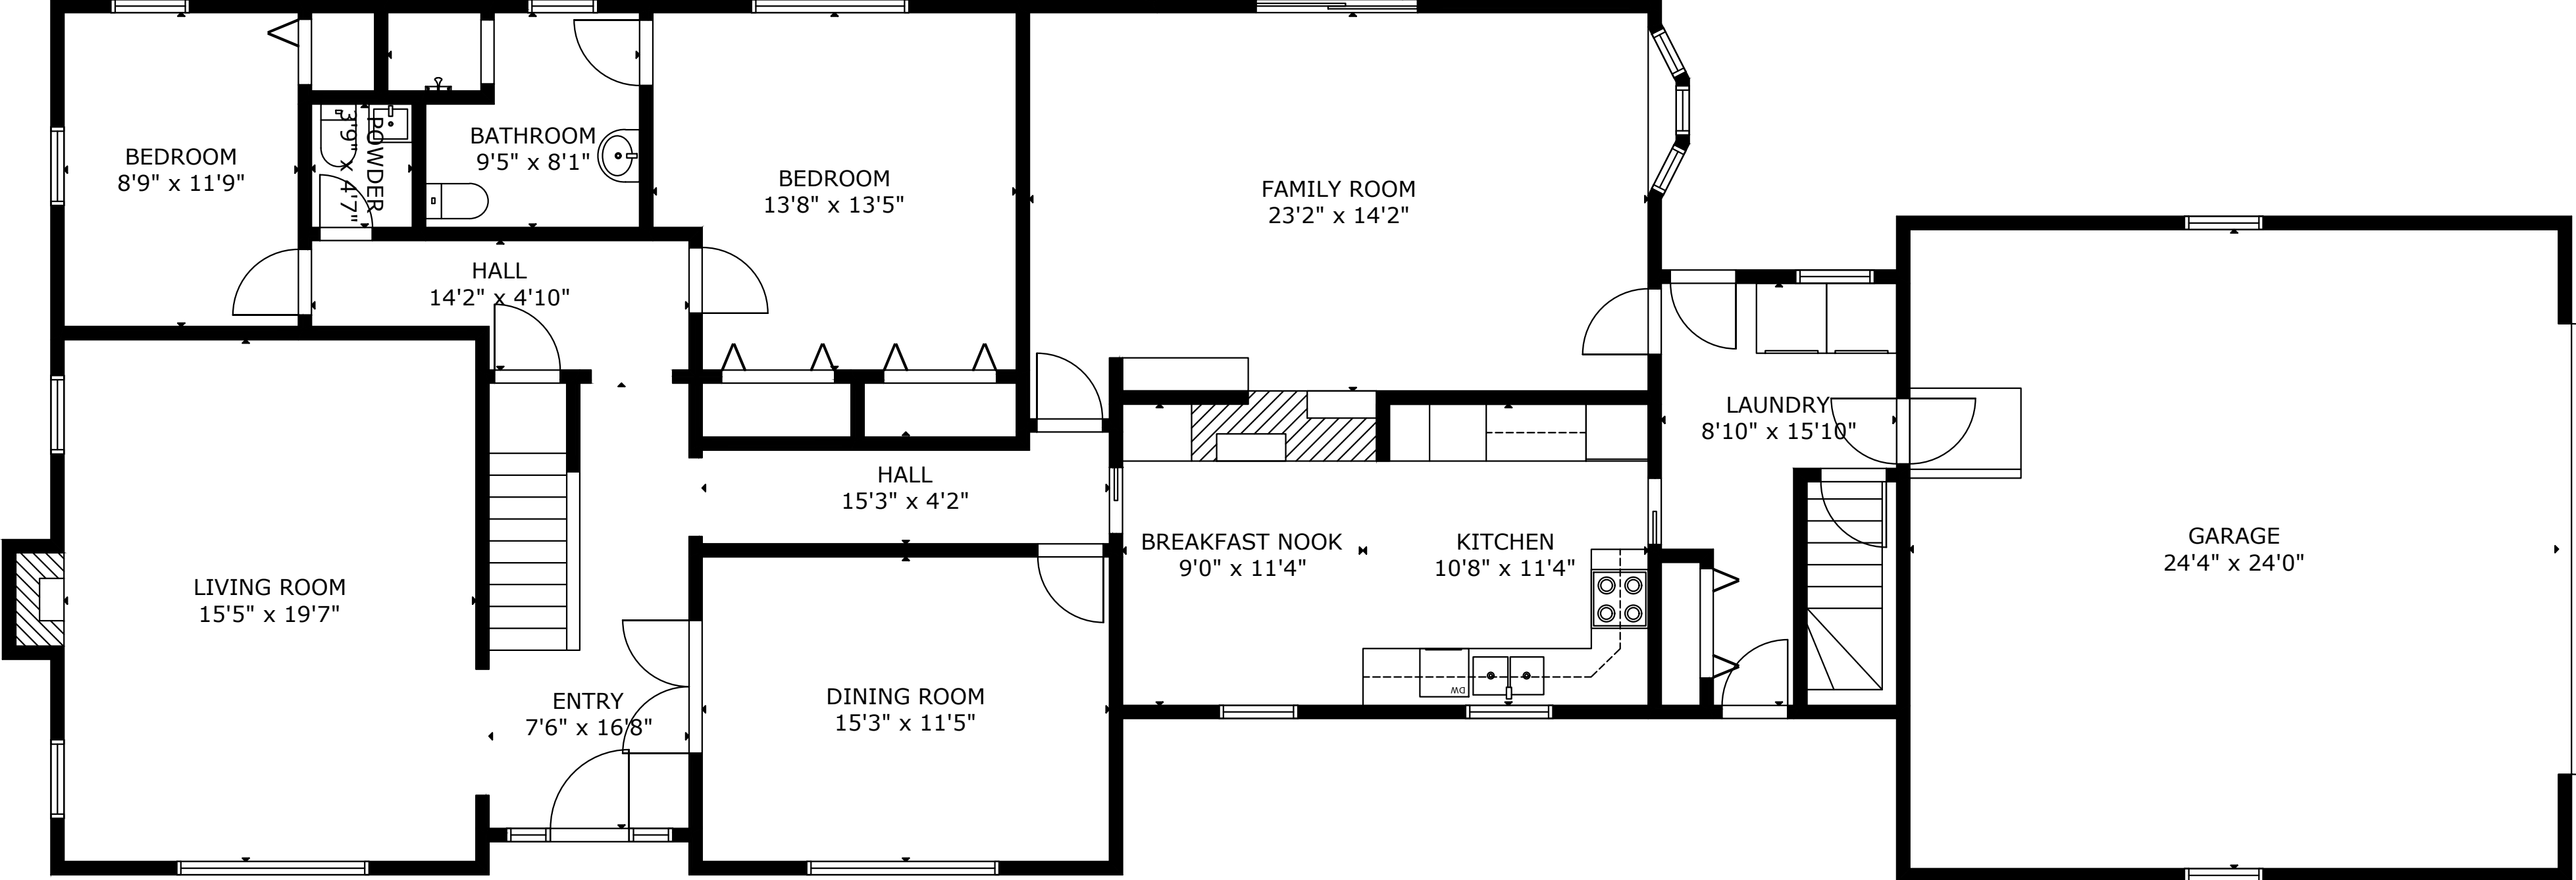 BEDROOM
8'9" x 11'9"
POWDER
3'9" x 4'7"
BATHROOM
9'5" x 8'1"
BEDROOM
13'8" x 13'5"
FAMILY ROOM
23'2" x 14'2"
HALL
14'2" x 4'10"
LAUNDRY
8'10" x 15'10"
HALL
15'3" x 4'2"
BREAKFAST NOOK
9'0" x 11'4"
KITCHEN
10'8" x 11'4"
GARAGE
24'4" x 24'0"
LIVING ROOM
15'5" x 19'7"
ENTRY
7'6" x 16'8"
DINING ROOM
15'3" x 11'5"
DW